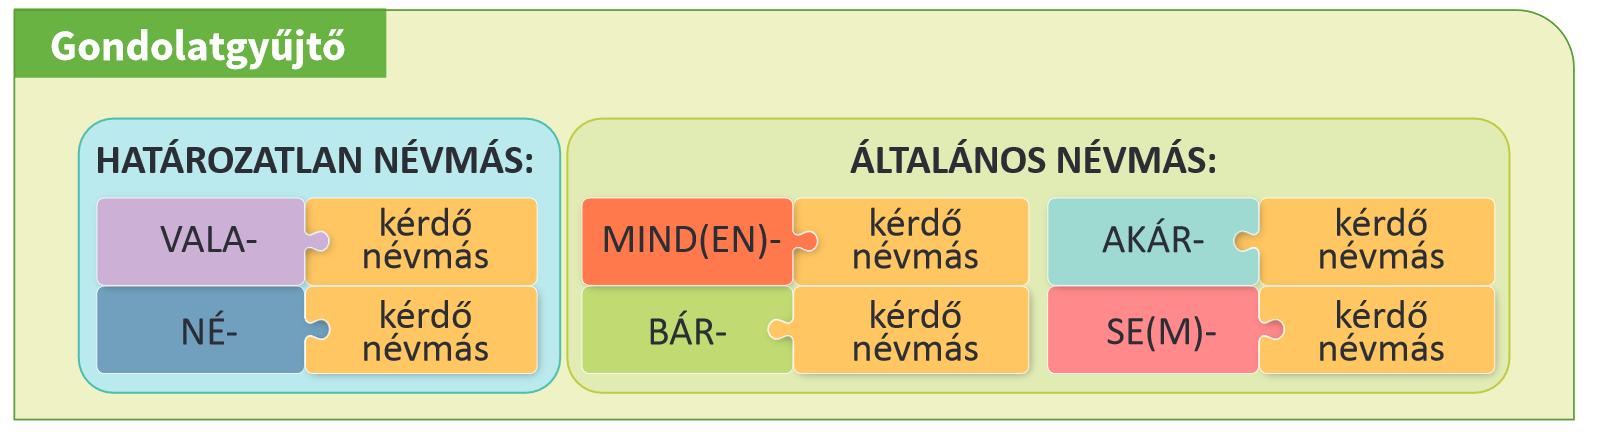 Gondolatgyűjtő
HATÁROZATLAN NÉVMÁS:
VALA-
kérdő
névmás
NÉ-
kérdő
névmás
ÁLTALÁNOS NÉVMÁS:
MIND(EN)-
kérdő
névmás
AKÁR-
kérdő
névmás
BÁR-
kérdő
névmás
SE(M)-
kérdő
névmás